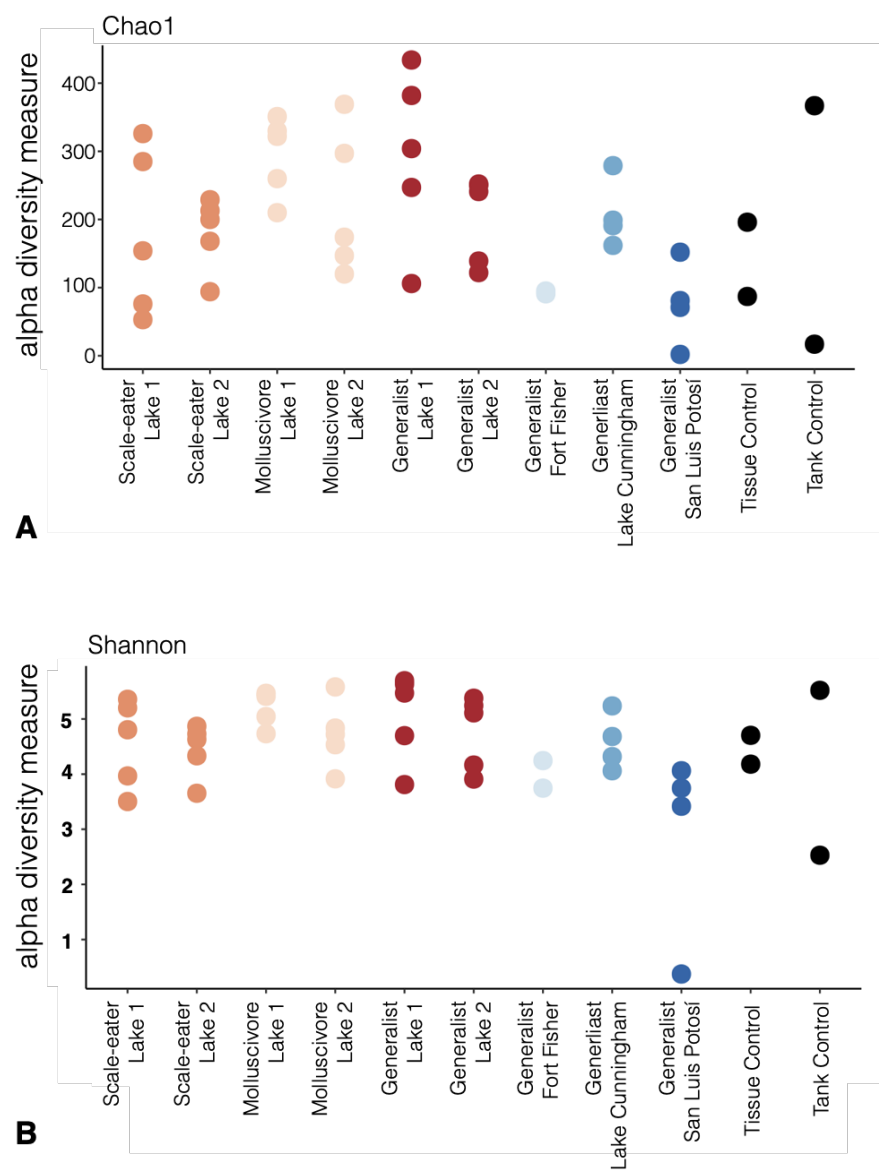 Chao1
alpha diversity measure
400
300
200
100
0
Scale-eater
Lake 1
Scale-eater
Lake 2
Molluscivore
Lake 1
Molluscivore
Lake 2
Generalist
Lake 1
Generalist
Lake 2
Generalist
Fort Fisher
Generliast
Lake Cunningham
Generalist
San Luis Potosí
Tissue Control
Tank Control
A
Shannon
alpha diversity measure
5
4
3
2
1
Scale-eater
Lake 1
Scale-eater
Lake 2
Molluscivore
Lake 1
Molluscivore
Lake 2
Generalist
Lake 1
Generalist
Lake 2
Generalist
Fort Fisher
Generliast
Lake Cunningham
Generalist
San Luis Potosí
Tissue Control
Tank Control
B